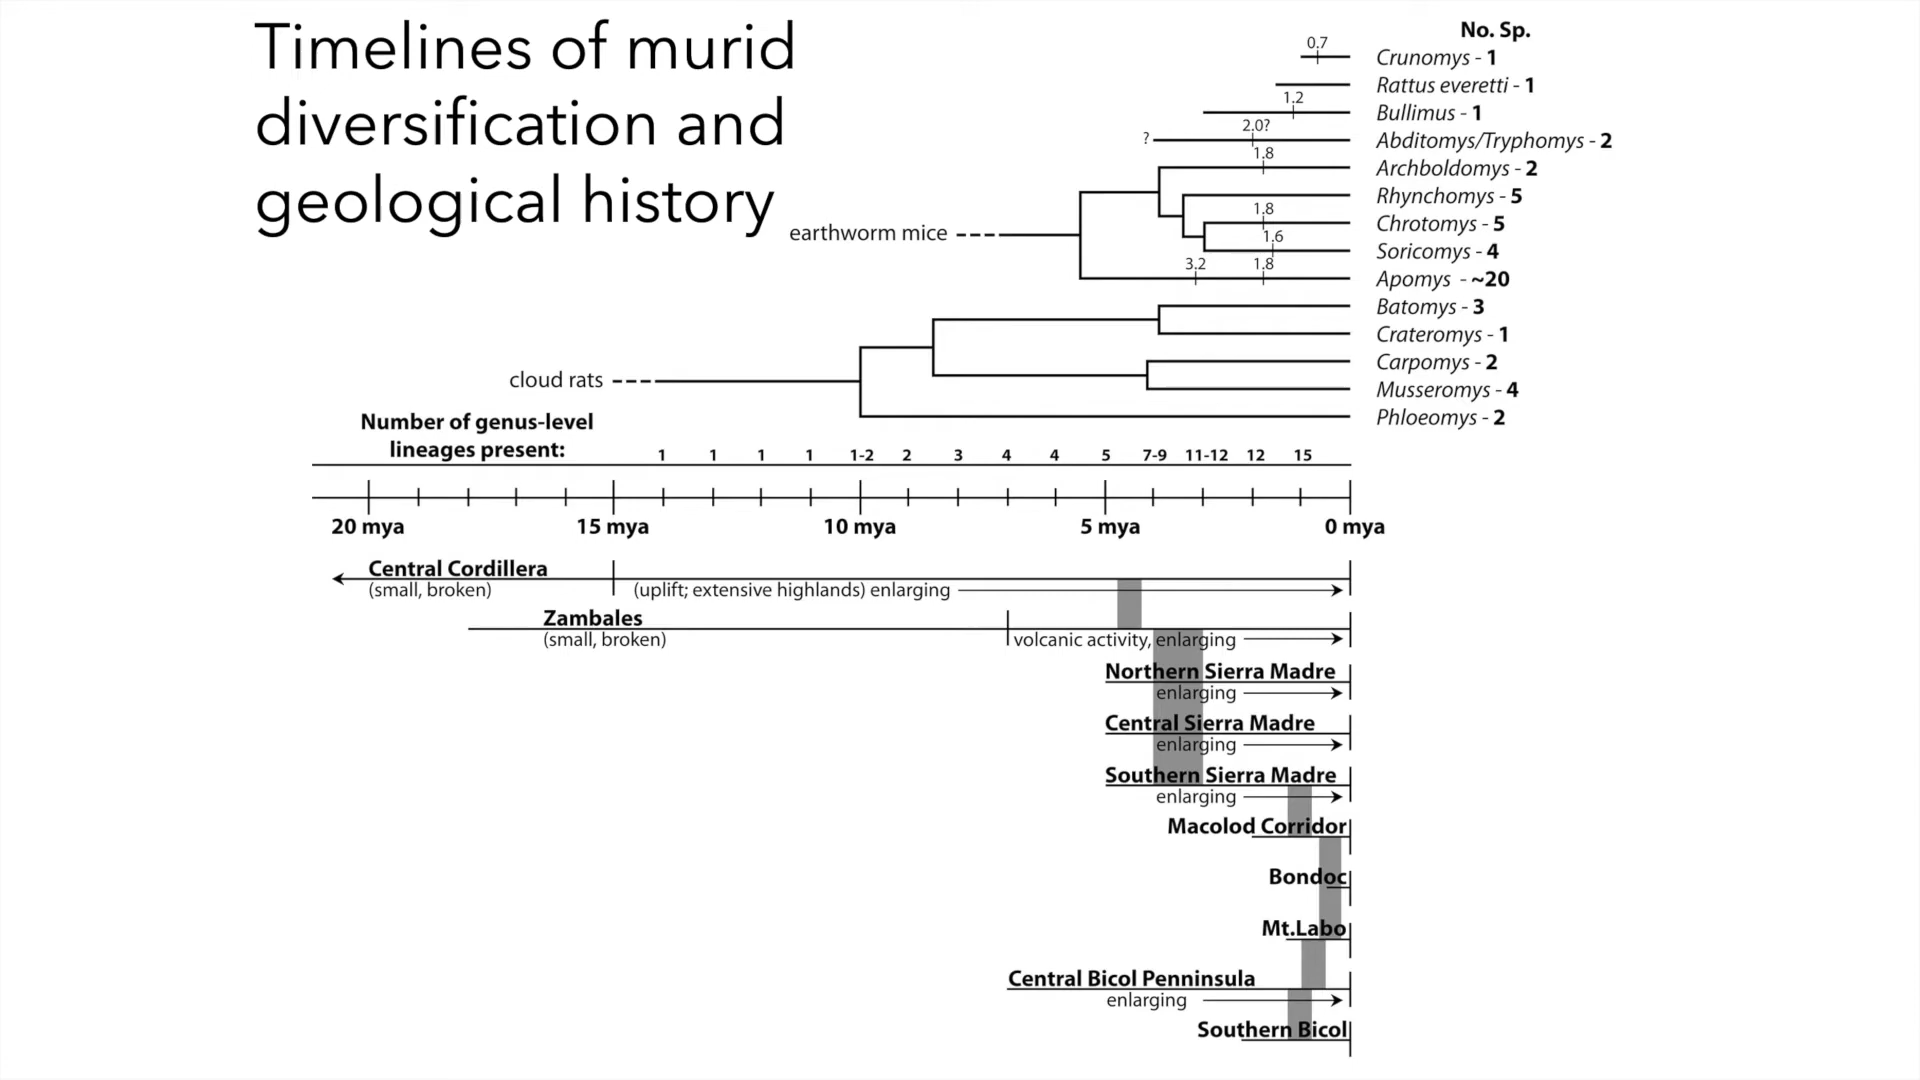 Timelines of murid
diversification and
geological history
No. Sp.
0.7
Crunomys - 1
Rattus everetti - 1
1.2
Bullimus - 1
2.0?
?
Abditomys/Tryphomys - 2
1.8
Archboldomys - 2
Rhynchomys - 5
1.8
Chrotomys - 5
earthworm mice
1.6
Soricomys - 4
3.2 1.8
Apomys - ~20
Batomys - 3
Crateromys - 1
Carpomys - 2
cloud rats
Musseromys - 4
Phloeomys - 2
Number of genus-level
lineages present:
1 1 1 1 1-2 2 3 4 4 5 7-9 11-12 12 15
20 mya 15 mya 10 mya 5 mya 0 mya
Central Cordillera
(small, broken) (uplift; extensive highlands) enlarging
Zambales
(small, broken) volcanic activity, enlarging
Northern Sierra Madre
enlarging
Central Sierra Madre
enlarging
Southern Sierra Madre
enlarging
Macolod Corridor
Bondoc
Mt.Labo
Central Bicol Penninsula
enlarging
Southern Bicol